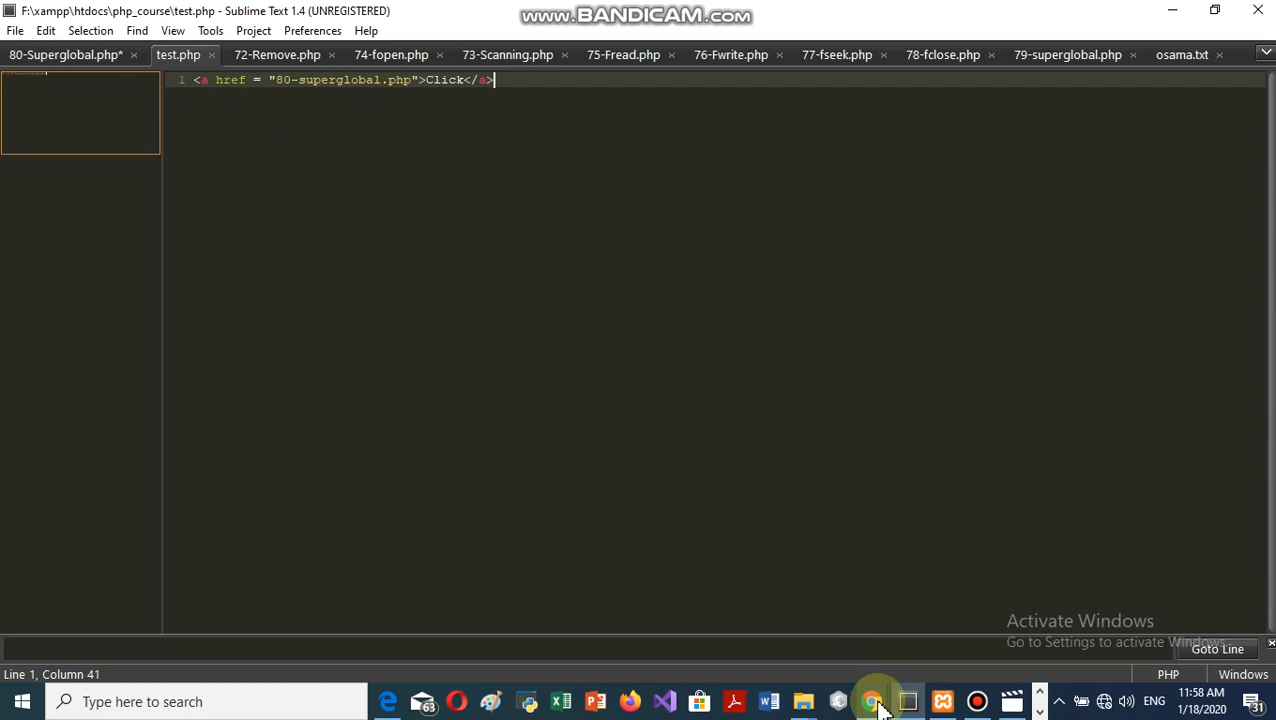 F:\xampp\htdocs\php_course\test.php - Sublime Text 1.4 (UNREGISTERED)
www.BANDICAM.com
File Edit Selection Find View Tools Project Preferences Help
80-Superglobal.php* test.php 72-Remove.php 74-fopen.php 73-Scanning.php 75-Fread.php 76-Fwrite.php 77-fseek.php 78-fclose.php 79-superglobal.php osama.txt
1 <a href = "80-superglobal.php">Click</a>
Activate Windows
Go to Settings to activate Windows.
Goto Line
Line 1, Column 41 PHP Windows
Type here to search 63 ENG 11:58 AM 1/18/2020 31